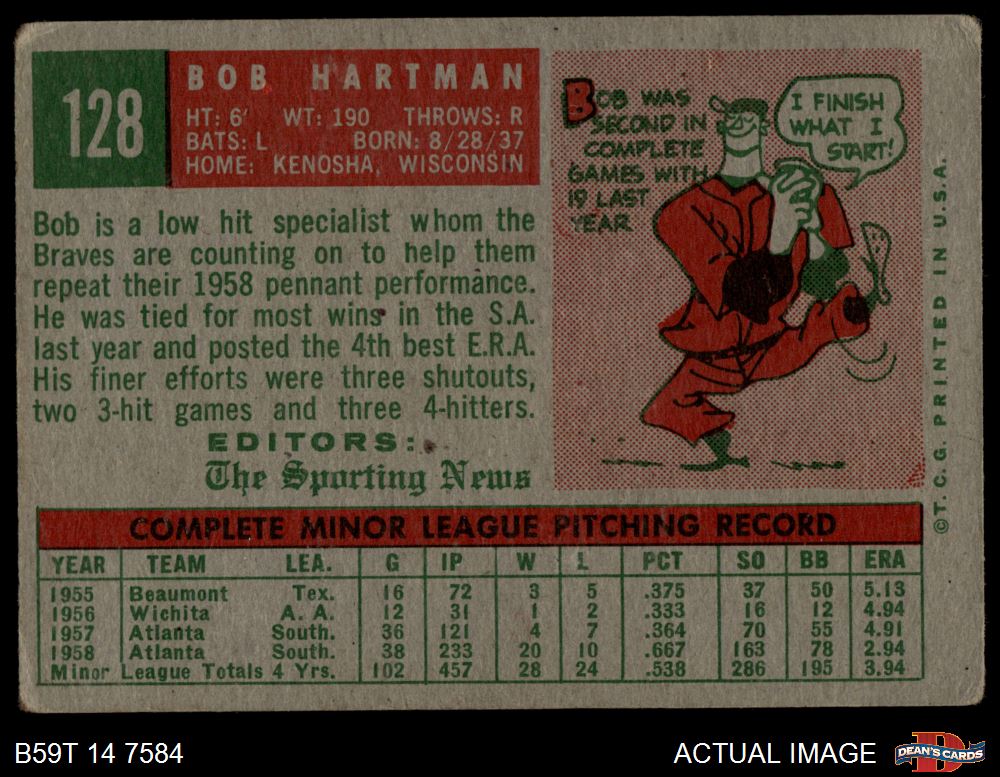 128
BOB HARTMAN
HT: 6' WT: 190 THROWS: R
BATS: L BORN: 8/28/37
HOME: KENOSHA, WISCONSIN
Bob is a low hit specialist whom the
Braves are counting on to help them
repeat their 1958 pennant performance.
He was tied for most wins in the S.A.
last year and posted the 4th best E.R.A.
His finer efforts were three shutouts,
two 3-hit games and three 4-hitters.
EDITORS:
The Sporting News
BOB WAS
SECOND IN
COMPLETE
GAMES WITH
19 LAST
YEAR
I FINISH
WHAT I
START!
©T.C.G. PRINTED IN U.S.A.
COMPLETE MINOR LEAGUE PITCHING RECORD
YEAR TEAM LEA. G IP W L PCT SO BB ERA
1955 Beaumont Tex. 16 72 3 5 .375 37 50 5.13
1956 Wichita A. A. 12 31 1 2 .333 16 12 4.94
1957 Atlanta South. 36 121 4 7 .364 70 55 4.91
1958 Atlanta South. 38 233 20 10 .667 163 78 2.94
Minor League Totals 4 Yrs. 102 457 28 24 .538 286 195 3.94
B59T 14 7584
ACTUAL IMAGE
DEAN'S CARDS